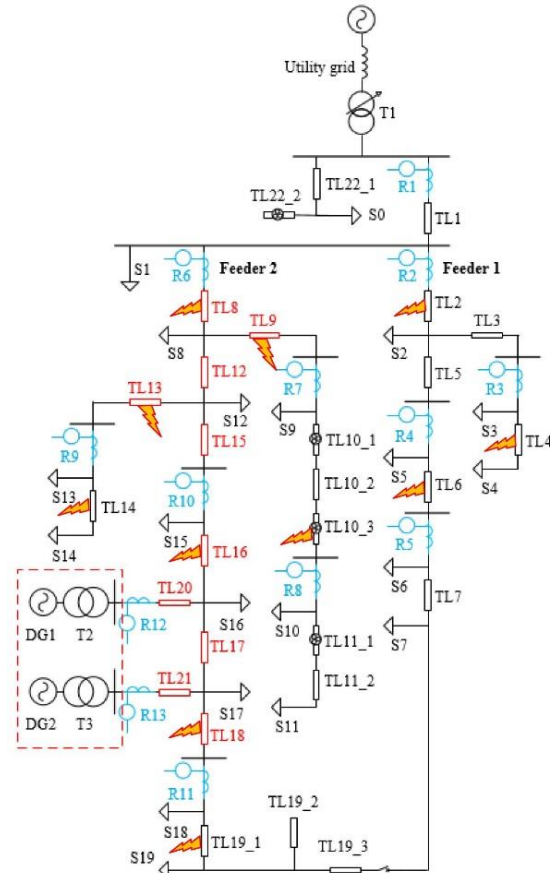 Utility grid
T1
R1
TL22_1
TL22_2
S0
TL1
S1
R6
Feeder 2
R2
Feeder 1
TL8
TL9
TL2
TL3
S8
S2
TL12
R7
TL5
R3
TL13
S12
S9
S3
R9
TL15
TL10_1
R4
TL4
S4
S13
R10
TL10_2
S5
TL6
TL14
S15
TL10_3
R5
S14
TL16
R8
S6
DG1
T2
R12
TL20
S16
S10
TL7
TL17
TL11_1
S7
DG2
T3
R13
TL21
S17
TL11_2
TL18
S11
R11
S18
TL19_2
TL19_1
TL19_3
S19